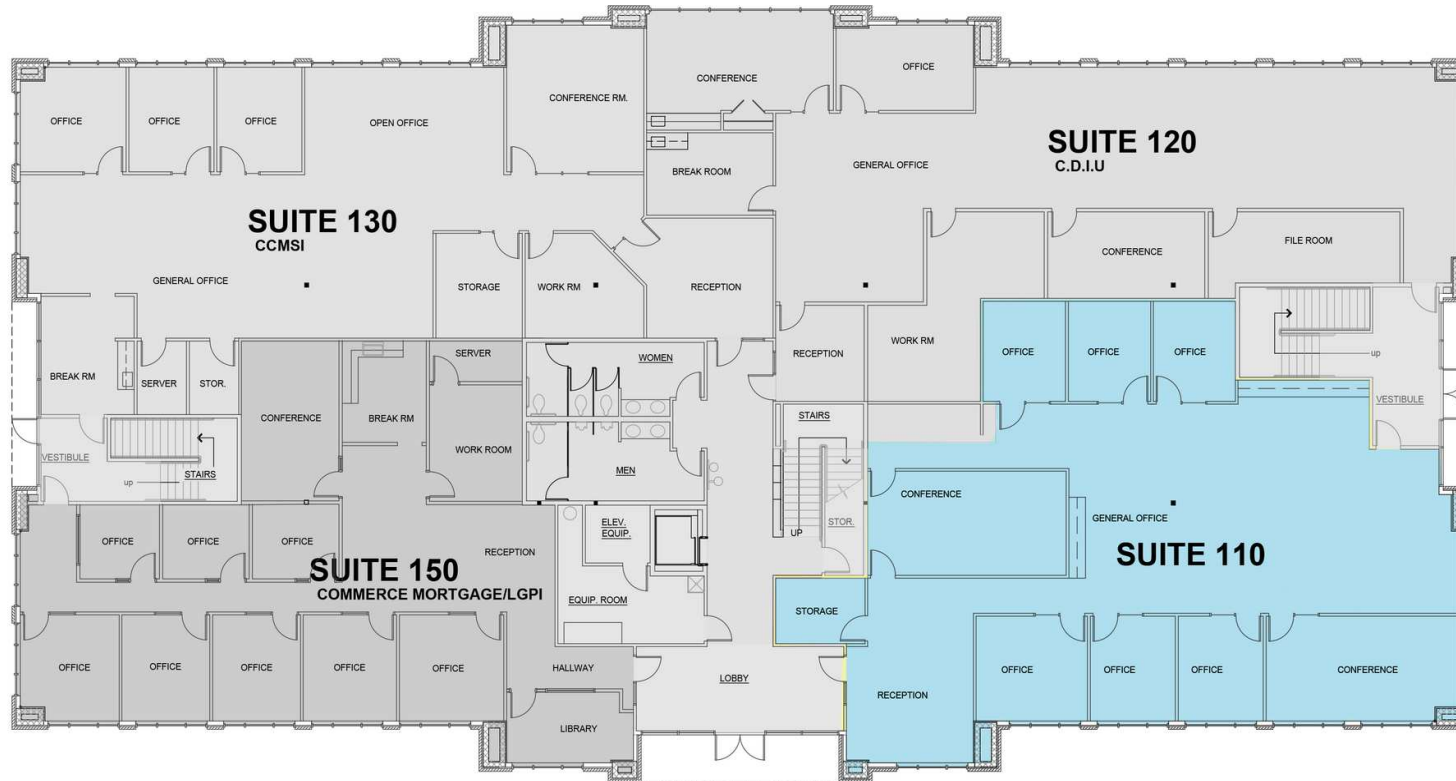 CONFERENCE
OFFICE
CONFERENCE RM.
OFFICE
OFFICE
OFFICE
OPEN OFFICE
SUITE 120
C.D.I.U
GENERAL OFFICE
BREAK ROOM
SUITE 130
CCMSI
FILE ROOM
CONFERENCE
GENERAL OFFICE
STORAGE
WORK RM
RECEPTION
WORK RM
OFFICE
OFFICE
OFFICE
SERVER
WOMEN
RECEPTION
up
BREAK RM
SERVER
STOR.
VESTIBULE
CONFERENCE
BREAK RM
STAIRS
WORK ROOM
VESTIBULE
MEN
STAIRS
up
CONFERENCE
GENERAL OFFICE
ELEV.
EQUIP.
STOR.
UP
OFFICE
OFFICE
OFFICE
RECEPTION
SUITE 110
SUITE 150
COMMERCE MORTGAGE/LGPI
EQUIP. ROOM
STORAGE
OFFICE
OFFICE
OFFICE
OFFICE
OFFICE
HALLWAY
LOBBY
RECEPTION
OFFICE
OFFICE
OFFICE
CONFERENCE
LIBRARY